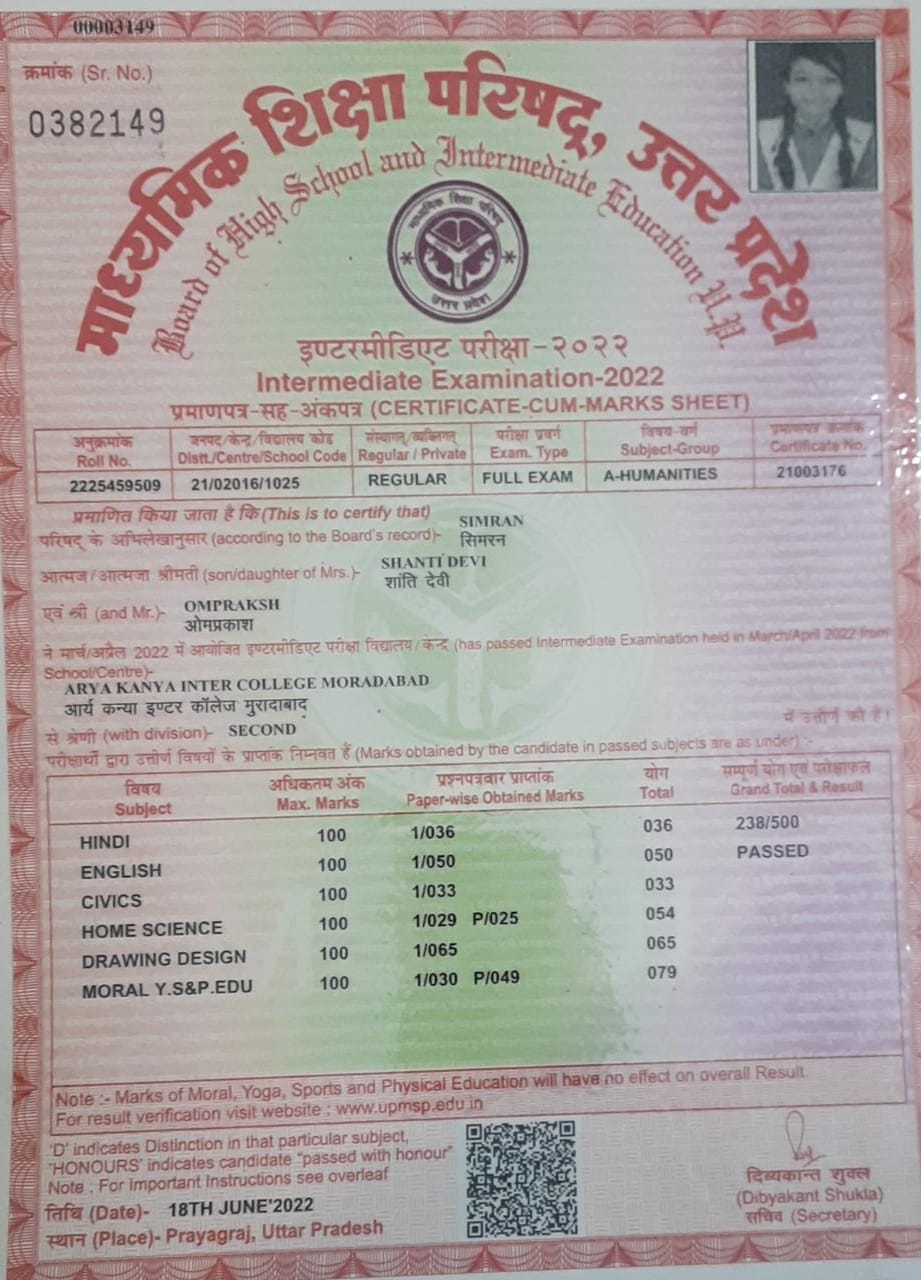 00003149
क्रमांक (Sr. No.)
0382149
माध्यमिक शिक्षा परिषद्, उत्तर प्रदेश
Board of High School and Intermediate Education U.P.
माध्यमिक शिक्षा परिषद्
उत्तर प्रदेश
इण्टरमीडिएट परीक्षा-२०२२
Intermediate Examination-2022
प्रमाणपत्र-सह-अंकपत्र (CERTIFICATE-CUM-MARKS SHEET)
अनुक्रमांक जनपद/केन्द्र/विद्यालय कोड संस्थागत/व्यक्तिगत परीक्षा प्रवर्ग विषय-वर्ग प्रमाणपत्र क्रमांक
Roll No. Distt./Centre/School Code Regular / Private Exam. Type Subject-Group Certificate No.
2225459509 21/02016/1025 REGULAR FULL EXAM A-HUMANITIES 21003176
प्रमाणित किया जाता है कि (This is to certify that) SIMRAN
परिषद् के अभिलेखानुसार (according to the Board's record)- सिमरन
SHANTI DEVI
आत्मज/आत्मजा श्रीमती (son/daughter of Mrs.)- शांति देवी
एवं श्री (and Mr.)- OMPRAKSH
ओमप्रकाश
ने मार्च/अप्रैल 2022 में आयोजित इण्टरमीडिएट परीक्षा विद्यालय/केन्द्र (has passed Intermediate Examination held in March/April 2022 from
School/Centre)-
ARYA KANYA INTER COLLEGE MORADABAD
आर्य कन्या इण्टर कॉलेज मुरादाबाद
से श्रेणी (with division)- SECOND में उत्तीर्ण की है।
परीक्षार्थी द्वारा उत्तीर्ण विषयों के प्राप्तांक निम्नवत हैं (Marks obtained by the candidate in passed subjects are as under) :-
विषय अधिकतम अंक प्रश्नपत्रवार प्राप्तांक योग सम्पूर्ण योग एवं परीक्षाफल
Subject Max. Marks Paper-wise Obtained Marks Total Grand Total & Result
HINDI 100 1/036 036 238/500
ENGLISH 100 1/050 050 PASSED
CIVICS 100 1/033 033
HOME SCIENCE 100 1/029 P/025 054
DRAWING DESIGN 100 1/065 065
MORAL Y.S&P.EDU 100 1/030 P/049 079
Note :- Marks of Moral, Yoga, Sports and Physical Education will have no effect on overall Result.
For result verification visit website : www.upmsp.edu.in
'D' indicates Distinction in that particular subject,
'HONOURS' indicates candidate "passed with honour"
Note : For Important Instructions see overleaf
तिथि (Date)- 18TH JUNE'2022
स्थान (Place)- Prayagraj, Uttar Pradesh
दिब्यकान्त शुक्ल
(Dibyakant Shukla)
सचिव (Secretary)